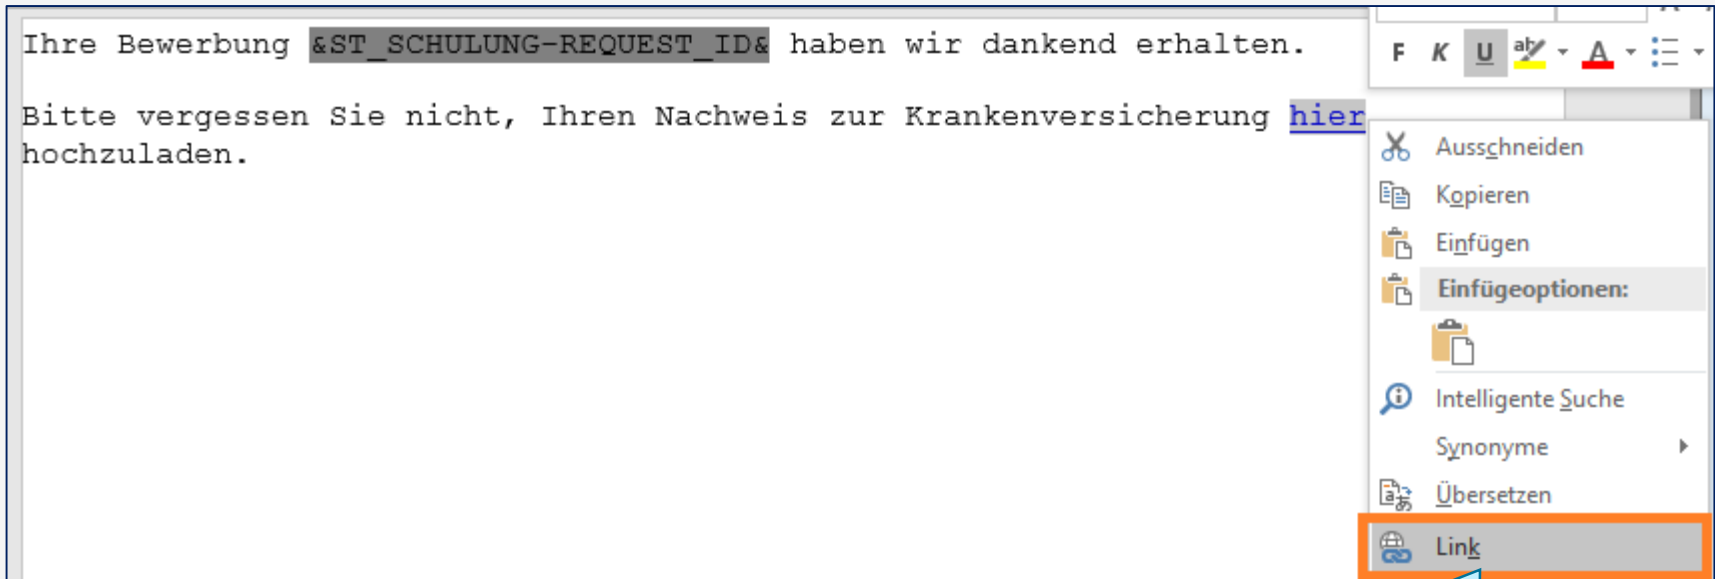 Ihre Bewerbung &ST_SCHULUNG-REQUEST_ID& haben wir dankend erhalten.
Bitte vergessen Sie nicht, Ihren Nachweis zur Krankenversicherung hier
hochzuladen.
F K U ab A
Ausschneiden
Kopieren
Einfügen
Einfügeoptionen:
Intelligente Suche
Synonyme
Übersetzen
Link